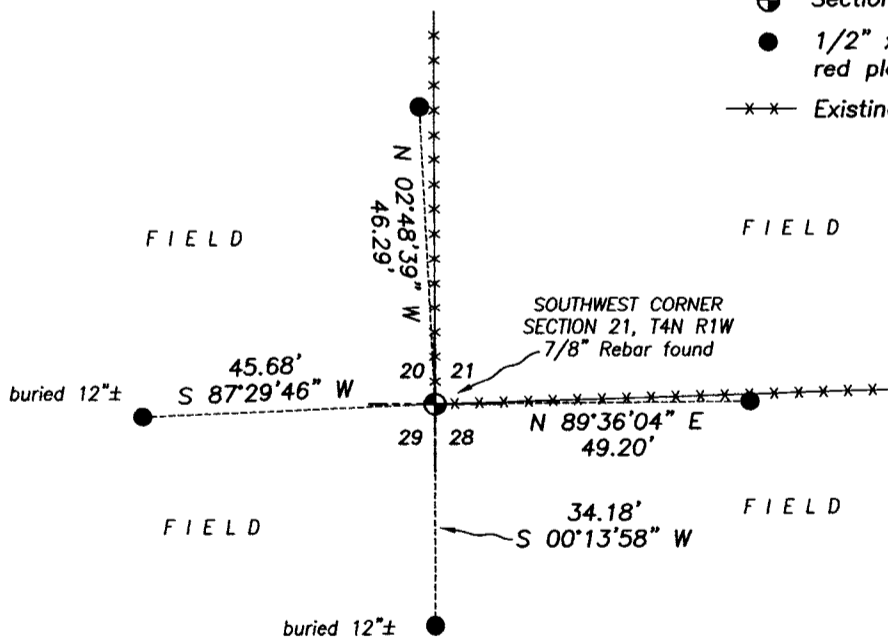 Section
1/2" x
red pl
Existing
N 02°48'39" W
46.29'
FIELD
FIELD
SOUTHWEST CORNER
SECTION 21, T4N R1W
7/8" Rebar found
45.68'
S 87°29'46" W
buried 12"±
20
21
29
28
N 89°36'04" E
49.20'
FIELD
FIELD
34.18'
S 00°13'58" W
buried 12"±